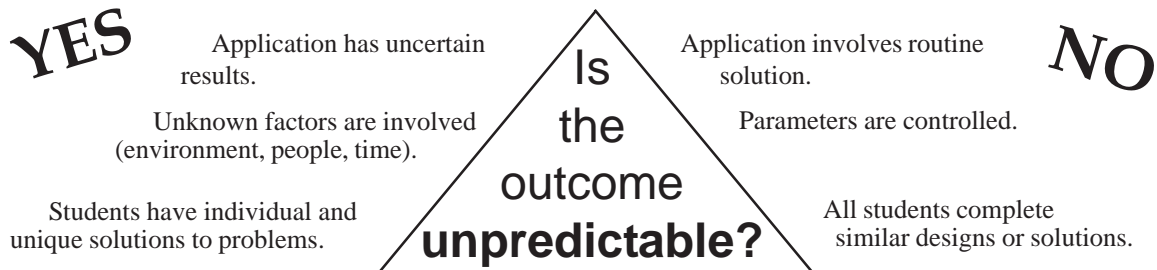 YES
Application has uncertain
results.
Unknown factors are involved
(environment, people, time).
Students have individual and
unique solutions to problems.
Is
the
outcome
unpredictable?
NO
Application involves routine
solution.
Parameters are controlled.
All students complete
similar designs or solutions.